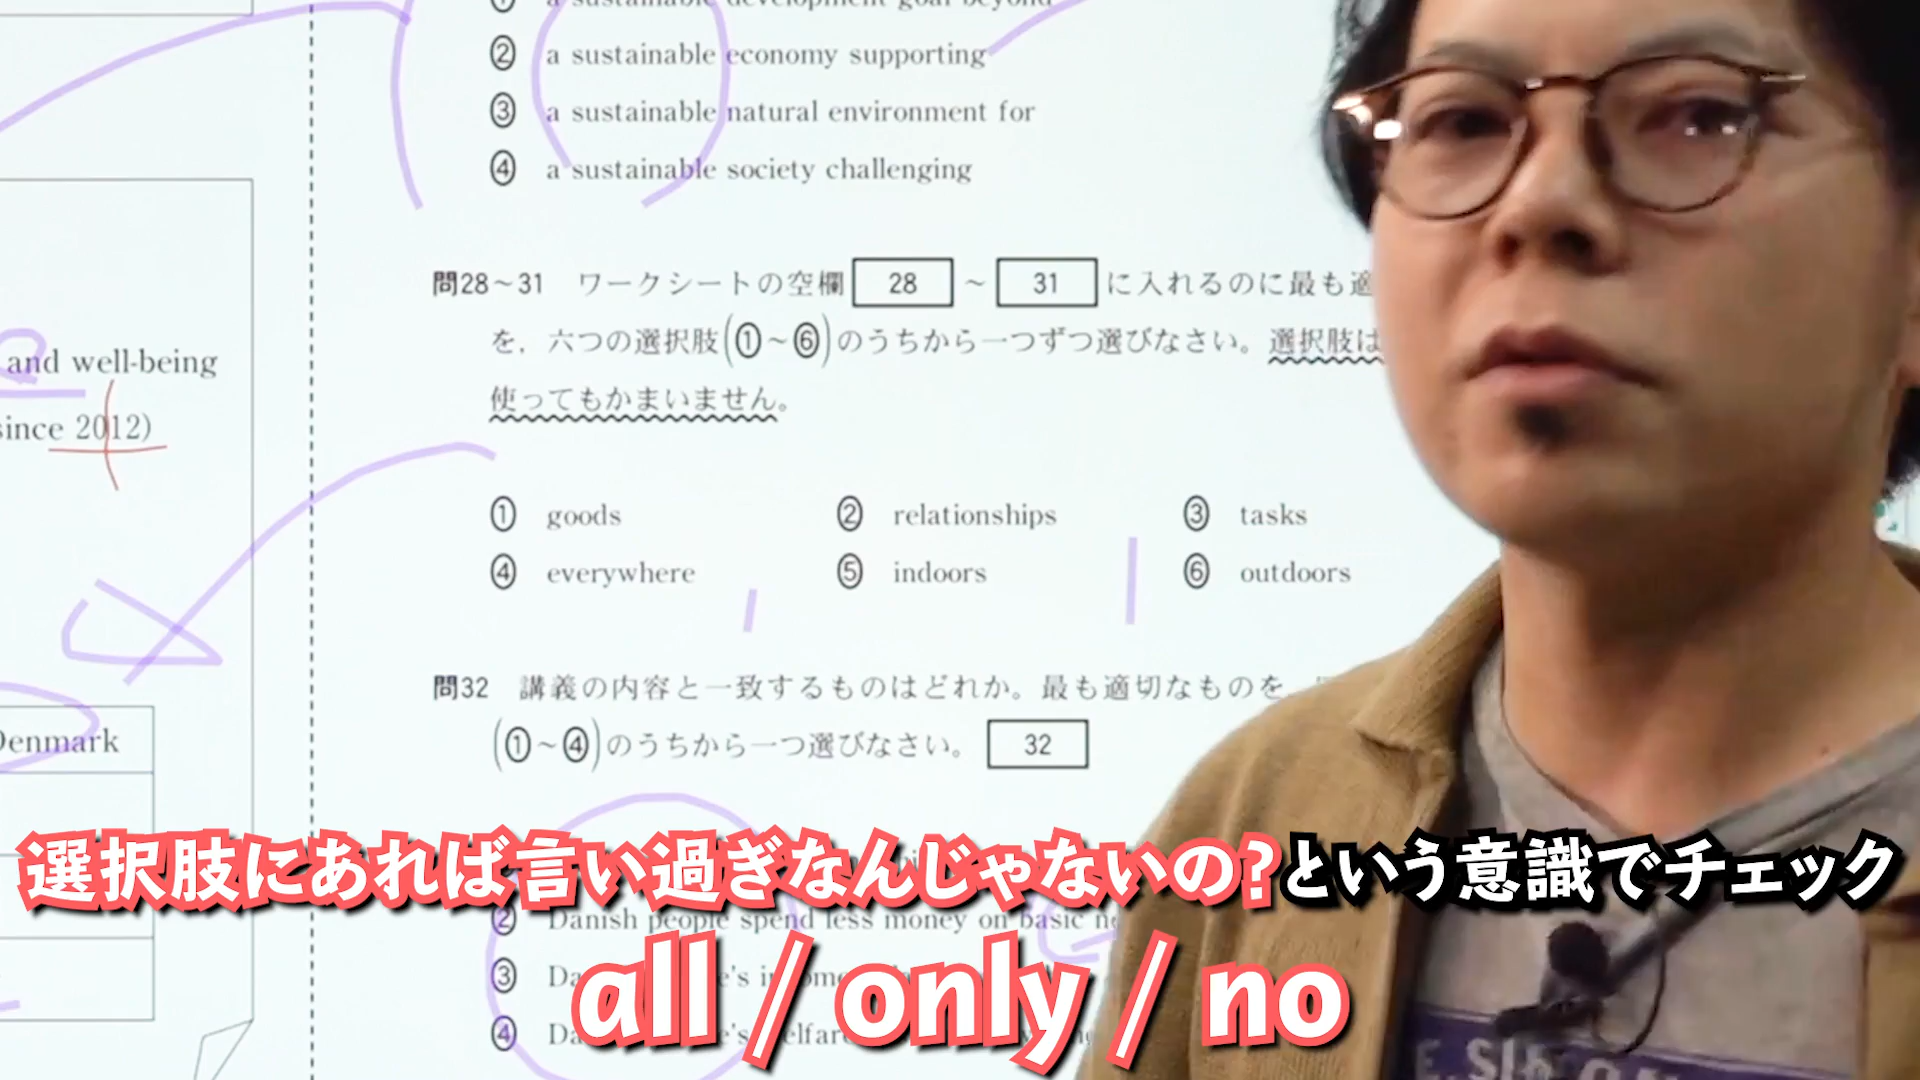 ① a sustainable development goal beyond
② a sustainable economy supporting
③ a sustainable natural environment for
④ a sustainable society challenging
and well-being
since 2012)
問28～31 ワークシートの空欄 28 ～ 31 に入れるのに最も適
を，六つの選択肢(①～⑥)のうちから一つずつ選びなさい。選択肢は
使ってもかまいません。
① goods ② relationships ③ tasks
④ everywhere ⑤ indoors ⑥ outdoors
Denmark
問32 講義の内容と一致するものはどれか。最も適切なものを
(①～④)のうちから一つ選びなさい。 32
選択肢にあれば言い過ぎなんじゃないの?という意識でチェック
② Danish people spend less money on basic
③
④
all / only / no